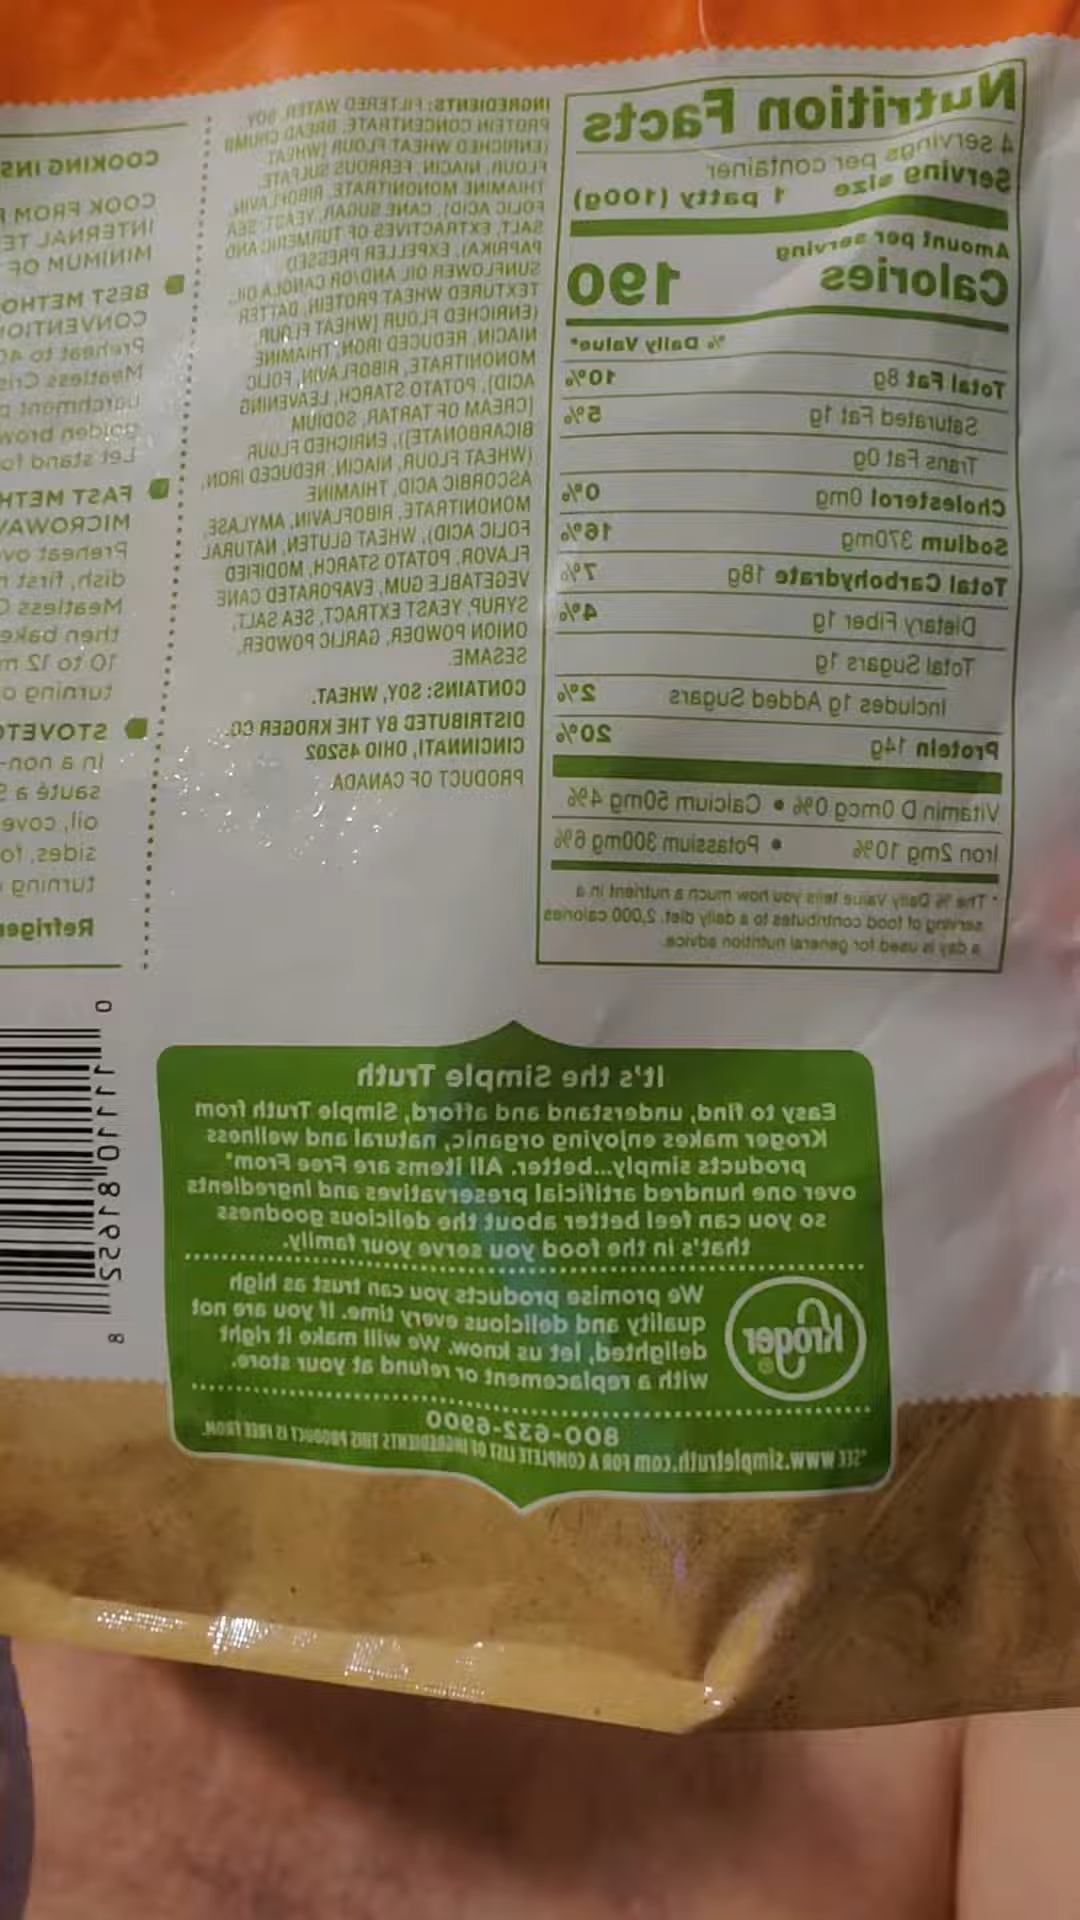 Nutrition Facts
4 servings per container
Serving size 1 patty (100g)
Amount per serving
Calories 190
% Daily Value*
Total Fat 8g 10%
Saturated Fat 1g 5%
Trans Fat 0g
Cholesterol 0mg 0%
Sodium 370mg 16%
Total Carbohydrate 18g 7%
Dietary Fiber 1g 4%
Total Sugars 1g
Includes 1g Added Sugars 2%
Protein 14g 20%
Vitamin D 0mcg 0% • Calcium 50mg 4%
Iron 2mg 10% • Potassium 300mg 6%
* The % Daily Value tells you how much a nutrient in a
serving of food contributes to a daily diet. 2,000 calories
a day is used for general nutrition advice.
INGREDIENTS: FILTERED WATER, SOY
PROTEIN CONCENTRATE, BREAD CRUMB
(ENRICHED WHEAT FLOUR [WHEAT
FLOUR, NIACIN, FERROUS SULFATE,
THIAMINE MONONITRATE, RIBOFLAVIN,
FOLIC ACID], CANE SUGAR, YEAST, SEA
SALT, EXTRACTIVES OF TURMERIC AND
PAPRIKA), EXPELLER PRESSED
SUNFLOWER OIL AND/OR CANOLA OIL,
TEXTURED WHEAT PROTEIN, BATTER
(ENRICHED FLOUR [WHEAT FLOUR,
NIACIN, REDUCED IRON, THIAMINE
MONONITRATE, RIBOFLAVIN, FOLIC
ACID], POTATO STARCH, LEAVENING
[CREAM OF TARTAR, SODIUM
BICARBONATE]), ENRICHED FLOUR
(WHEAT FLOUR, NIACIN, REDUCED IRON,
ASCORBIC ACID, THIAMINE
MONONITRATE, RIBOFLAVIN, AMYLASE,
FOLIC ACID), WHEAT GLUTEN, NATURAL
FLAVOR, POTATO STARCH, MODIFIED
VEGETABLE GUM, EVAPORATED CANE
SYRUP, YEAST EXTRACT, SEA SALT,
ONION POWDER, GARLIC POWDER,
SESAME.
CONTAINS: SOY, WHEAT.
DISTRIBUTED BY THE KROGER CO.
CINCINNATI, OHIO 45202
PRODUCT OF CANADA
COOKING INS
COOK FROM
INTERNAL TE
MINIMUM OF
BEST METHO
CONVENTIO
Preheat to
Meatless Cris
parchment
golden brow
Let stand fo
FAST METH
MICROWAV
Preheat ov
dish, first
Meatless
then bake
10 to 12 m
turning o
STOVETO
In a non-
sauté a
oil, cove
sides, fo
turning
Refriger
0 11110 81652 8
It's the Simple Truth
Easy to find, understand and afford, Simple Truth from
Kroger makes enjoying organic, natural and wellness
products simply...better. All items are Free From*
over one hundred artificial preservatives and ingredients
so you can feel better about the delicious goodness
that's in the food you serve your family.
Kroger®
We promise products you can trust as high
quality and delicious every time. If you are not
delighted, let us know. We will make it right
with a replacement or refund at your store.
800-632-6900
*SEE www.simpletruth.com FOR A COMPLETE LIST OF INGREDIENTS THIS PRODUCT IS FREE FROM.